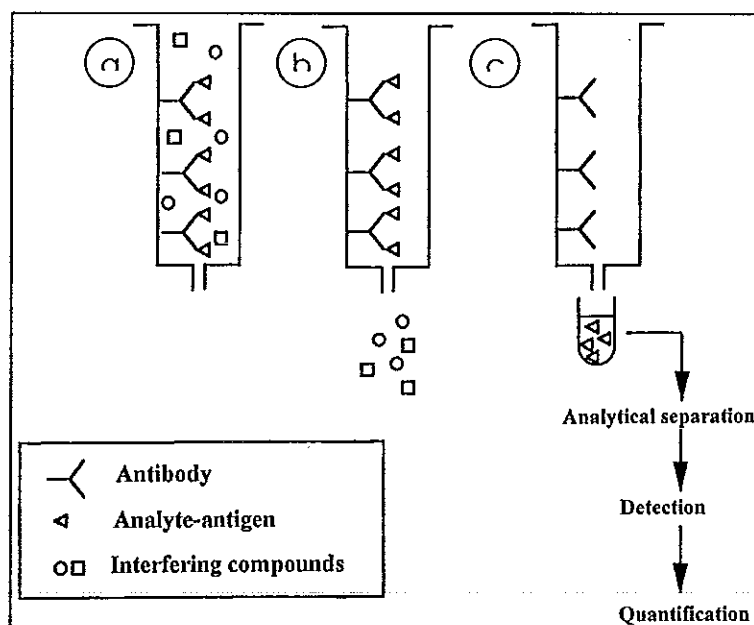 a
b
c
Analytical separation
Detection
Quantification
Antibody
Analyte-antigen
Interfering compounds